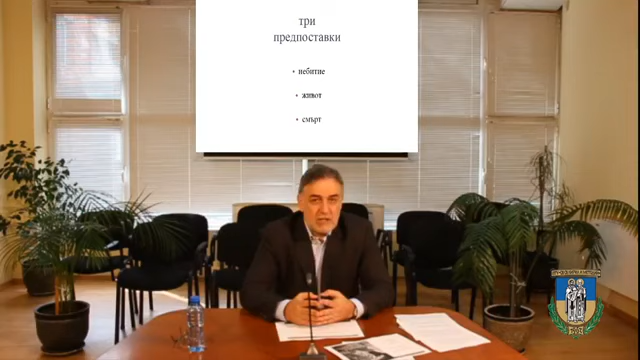 три
предпоставки
• небитие
• живот
• смърт